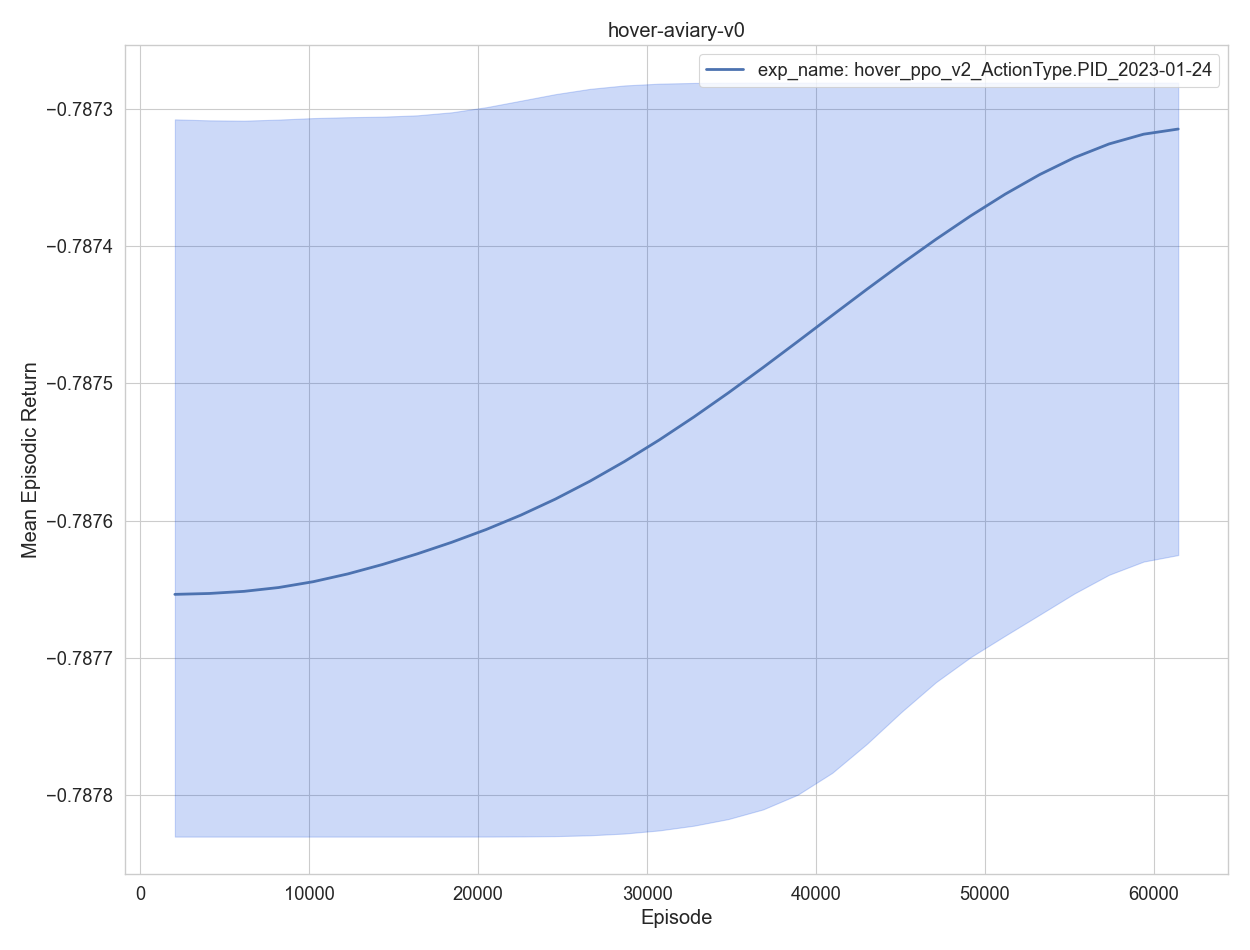 hover-aviary-v0
exp_name: hover_ppo_v2_ActionType.PID_2023-01-24
−0.7873
−0.7874
−0.7875
−0.7876
−0.7877
−0.7878
Mean Episodic Return
0 10000 20000 30000 40000 50000 60000
Episode